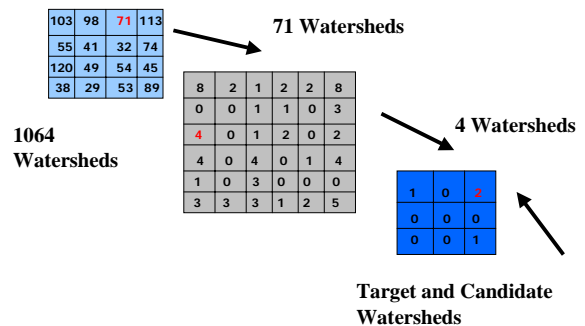 103 98 71 113
55 41 32 74
120 49 54 45
38 29 53 89
1064
Watersheds
71 Watersheds
8 2 1 2 2 8
0 0 1 1 0 3
4 0 1 2 0 2
4 0 4 0 1 4
1 0 3 0 0 0
3 3 3 1 2 5
4 Watersheds
1 0 2
0 0 0
0 0 1
Target and Candidate
Watersheds